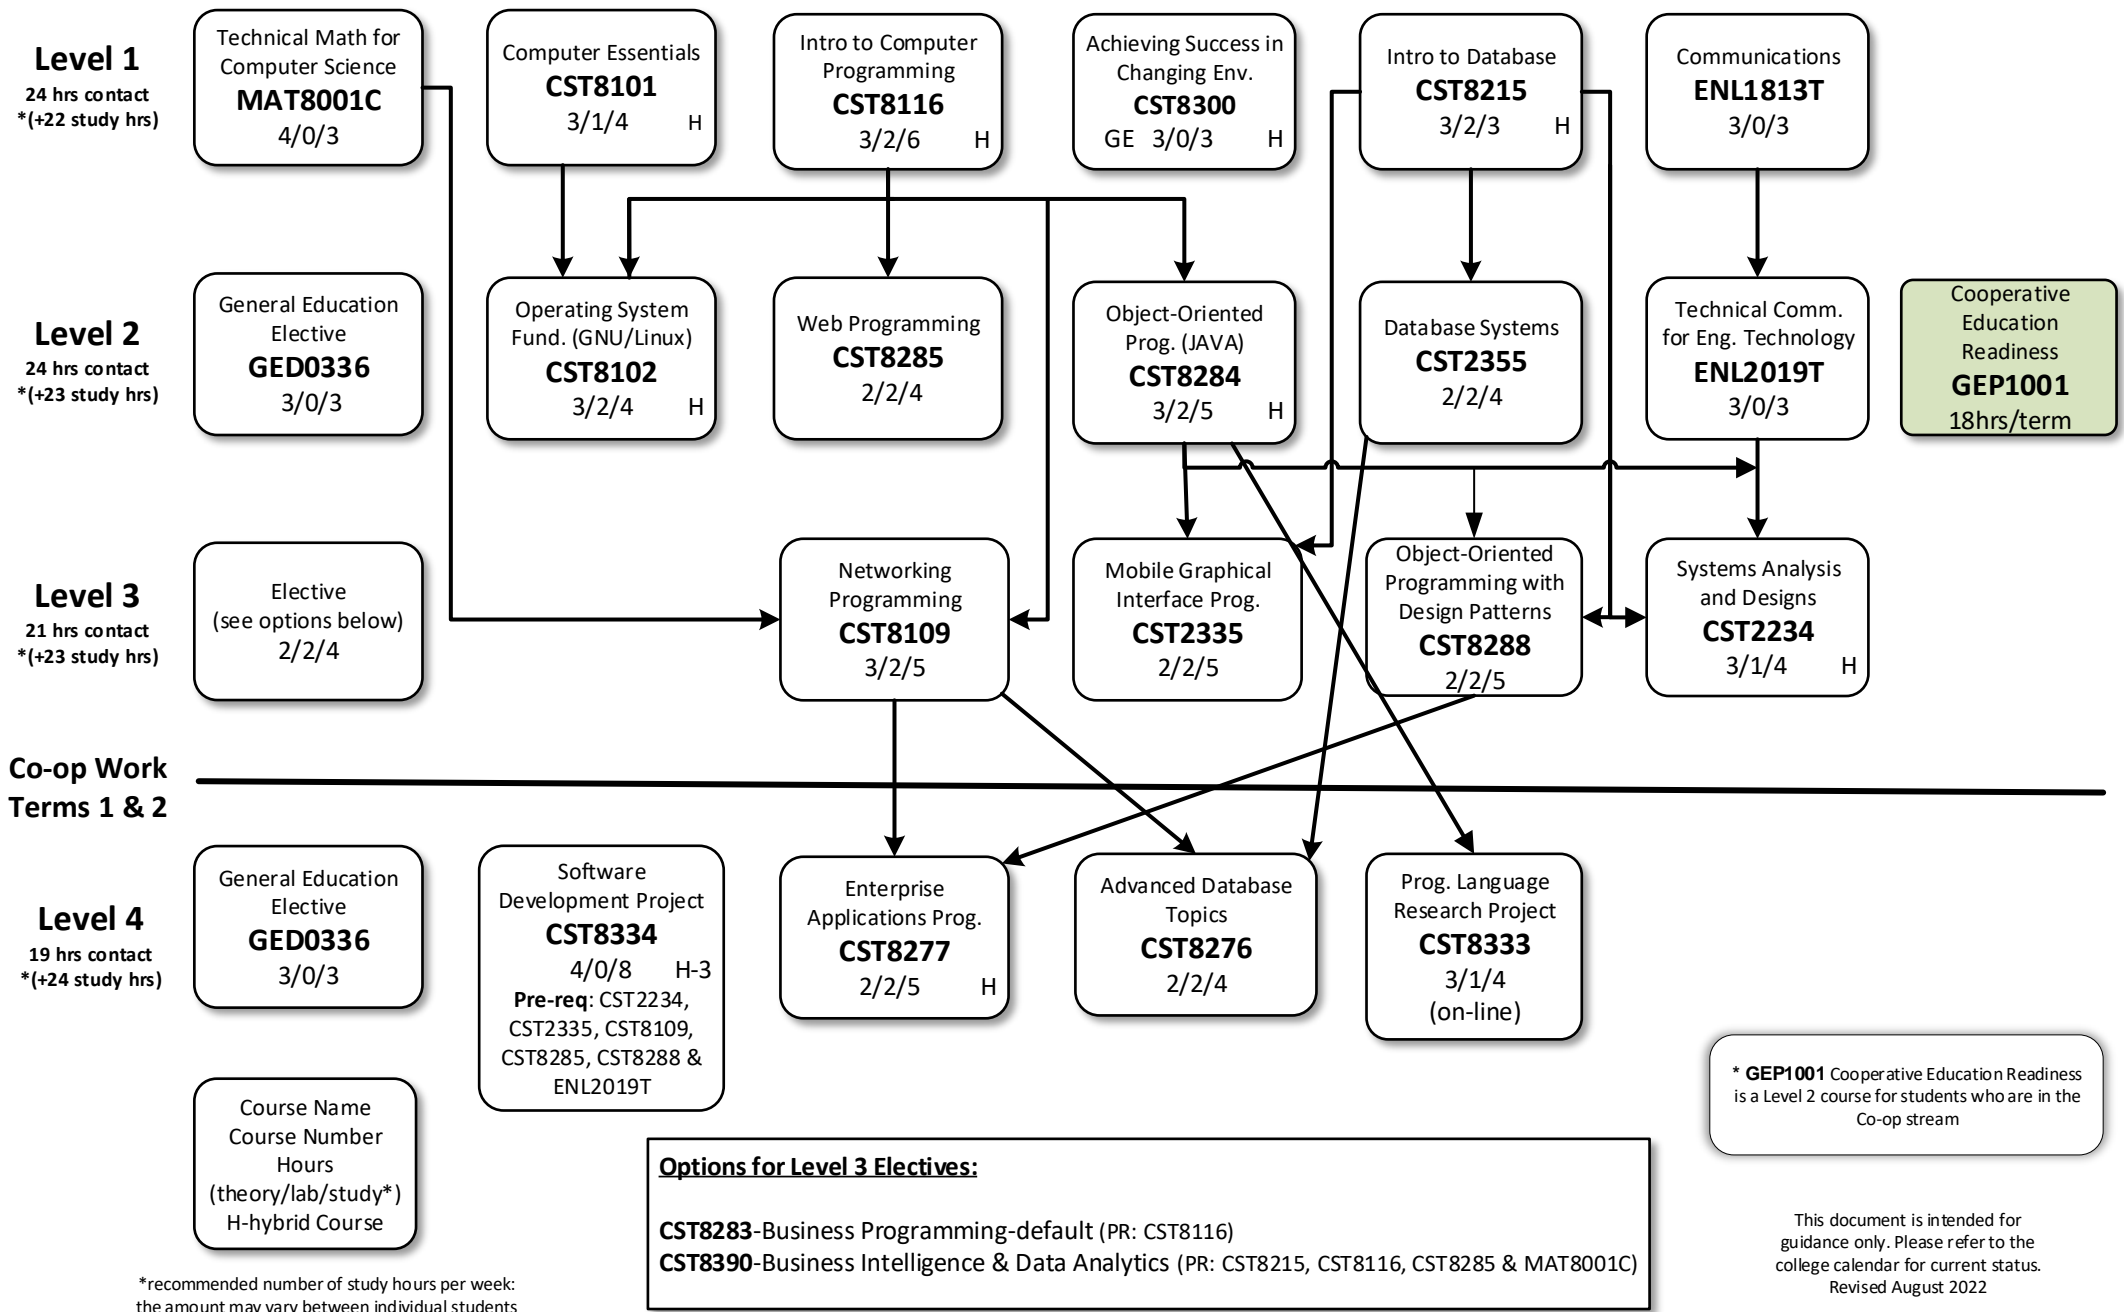 Level 1
24 hrs contact
*(+22 study hrs)
Technical Math for
Computer Science
MAT8001C
4/0/3
Computer Essentials
CST8101
3/1/4 H
Intro to Computer
Programming
CST8116
3/2/6 H
Achieving Success in
Changing Env.
CST8300
GE 3/0/3 H
Intro to Database
CST8215
3/2/3 H
Communications
ENL1813T
3/0/3
Level 2
24 hrs contact
*(+23 study hrs)
General Education
Elective
GED0336
3/0/3
Operating System
Fund. (GNU/Linux)
CST8102
3/2/4 H
Web Programming
CST8285
2/2/4
Object-Oriented
Prog. (JAVA)
CST8284
3/2/5 H
Database Systems
CST2355
2/2/4
Technical Comm.
for Eng. Technology
ENL2019T
3/0/3
Cooperative
Education
Readiness
GEP1001
18hrs/term
Level 3
21 hrs contact
*(+23 study hrs)
Elective
(see options below)
2/2/4
Networking
Programming
CST8109
3/2/5
Mobile Graphical
Interface Prog.
CST2335
2/2/5
Object-Oriented
Programming with
Design Patterns
CST8288
2/2/5
Systems Analysis
and Designs
CST2234
3/1/4 H
Co-op Work
Terms 1 & 2
Level 4
19 hrs contact
*(+24 study hrs)
General Education
Elective
GED0336
3/0/3
Software
Development Project
CST8334
4/0/8 H-3
Pre-req: CST2234,
CST2335, CST8109,
CST8285, CST8288 &
ENL2019T
Enterprise
Applications Prog.
CST8277
2/2/5 H
Advanced Database
Topics
CST8276
2/2/4
Prog. Language
Research Project
CST8333
3/1/4
(on-line)
Course Name
Course Number
Hours
(theory/lab/study*)
H-hybrid Course
*recommended number of study hours per week:
the amount may vary between individual students
Options for Level 3 Electives:
CST8283-Business Programming-default (PR: CST8116)
CST8390-Business Intelligence & Data Analytics (PR: CST8215, CST8116, CST8285 & MAT8001C)
* GEP1001 Cooperative Education Readiness
is a Level 2 course for students who are in the
Co-op stream
This document is intended for
guidance only. Please refer to the
college calendar for current status.
Revised August 2022